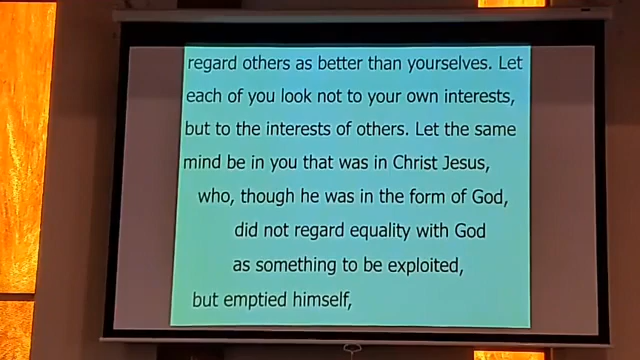 regard others as better than yourselves. Let
each of you look not to your own interests,
but to the interests of others. Let the same
mind be in you that was in Christ Jesus,
who, though he was in the form of God,
did not regard equality with God
as something to be exploited,
but emptied himself,